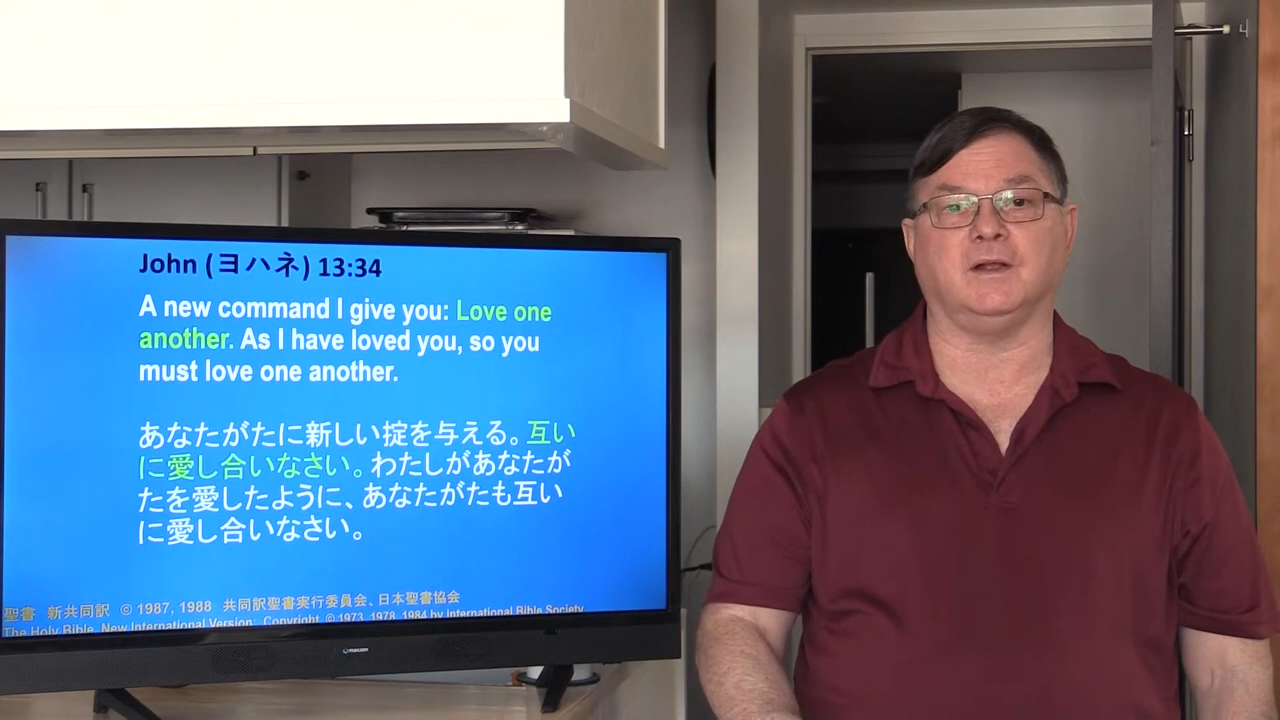 John (ヨハネ) 13:34
A new command I give you: Love one
another. As I have loved you, so you
must love one another.
あなたがたに新しい掟を与える。互い
に愛し合いなさい。わたしがあなたが
たを愛したように、あなたがたも互い
に愛し合いなさい。
聖書 新共同訳 © 1987, 1988 共同訳聖書実行委員会、日本聖書協会
The Holy Bible, New International Version: Copyright © 1973, 1978, 1984 by International Bible Society